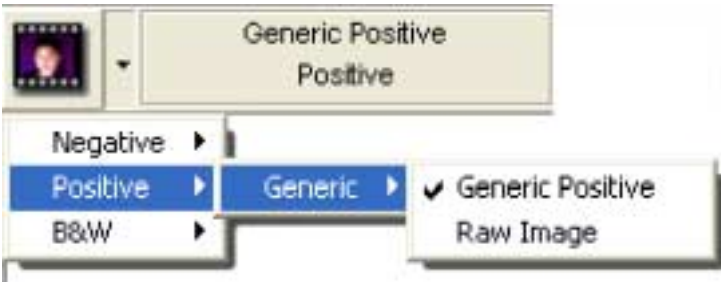 Generic Positive
Positive
Negative
Positive
Generic
Generic Positive
B&W
Raw Image